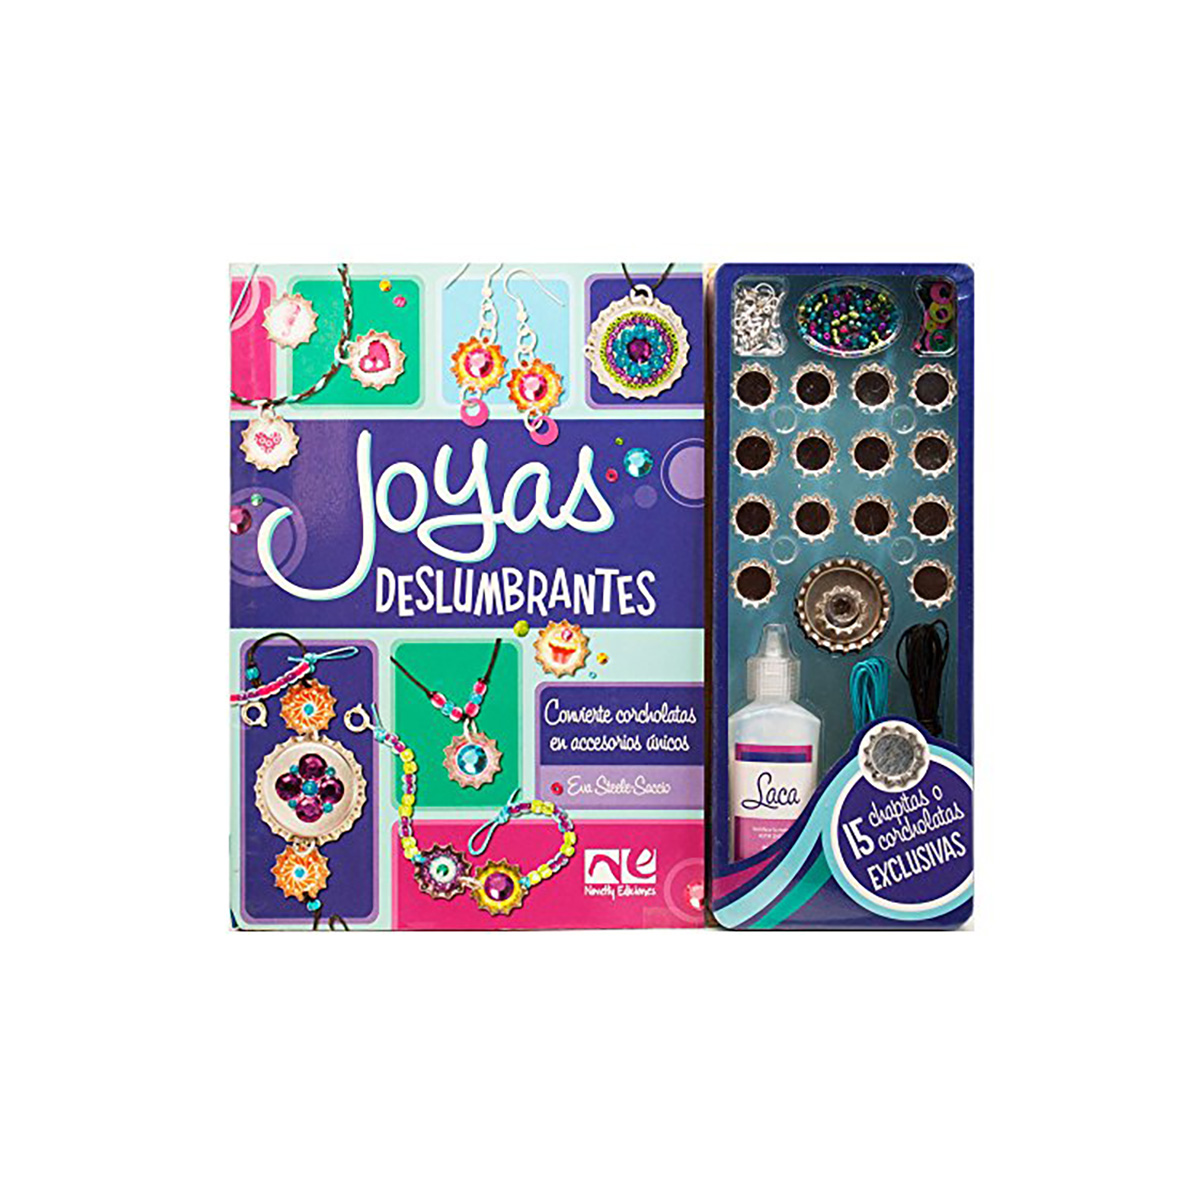 Joyas
DESLUMBRANTES
Convierte corcholatas
en accesorios únicos
Eva Steele-Saccio
Novelty Ediciones
Laca
15 chapitas o
corcholatas
EXCLUSIVAS